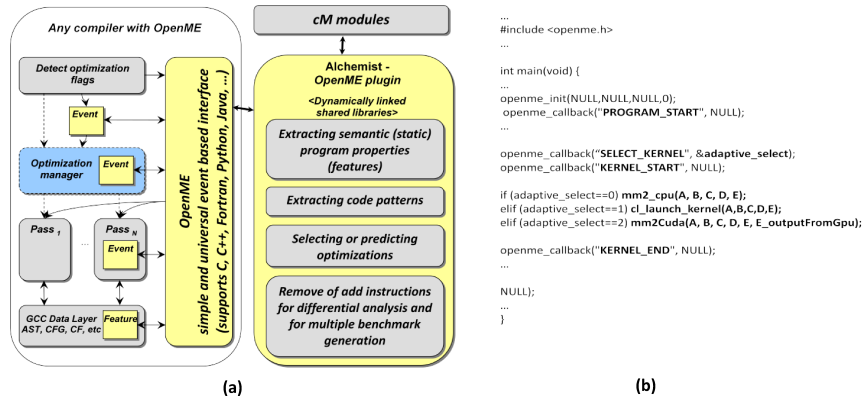 Any compiler with OpenME
Detect optimization
flags
Event
Optimization
manager
Event
Pass 1
...
Pass N
Event
GCC Data Layer
AST, CFG, CF, etc
Feature
OpenME
simple and universal event based interface
(supports C, C++, Fortran, Python, Java, ...)
cM modules
Alchemist -
OpenME plugin
<Dynamically linked
shared libraries>
Extracting semantic (static)
program properties
(features)
Extracting code patterns
Selecting or predicting
optimizations
Remove of add instructions
for differential analysis and
for multiple benchmark
generation
(a)
...
#include <openme.h>
...
int main(void) {
...
openme_init(NULL,NULL,NULL,0);
openme_callback("PROGRAM_START", NULL);
...
openme_callback("SELECT_KERNEL", &adaptive_select);
openme_callback("KERNEL_START", NULL);
if (adaptive_select==0) mm2_cpu(A, B, C, D, E);
elif (adaptive_select==1) cl_launch_kernel(A,B,C,D,E);
elif (adaptive_select==2) mm2Cuda(A, B, C, D, E, E_outputFromGpu);
openme_callback("KERNEL_END", NULL);
...
NULL);
...
}
(b)